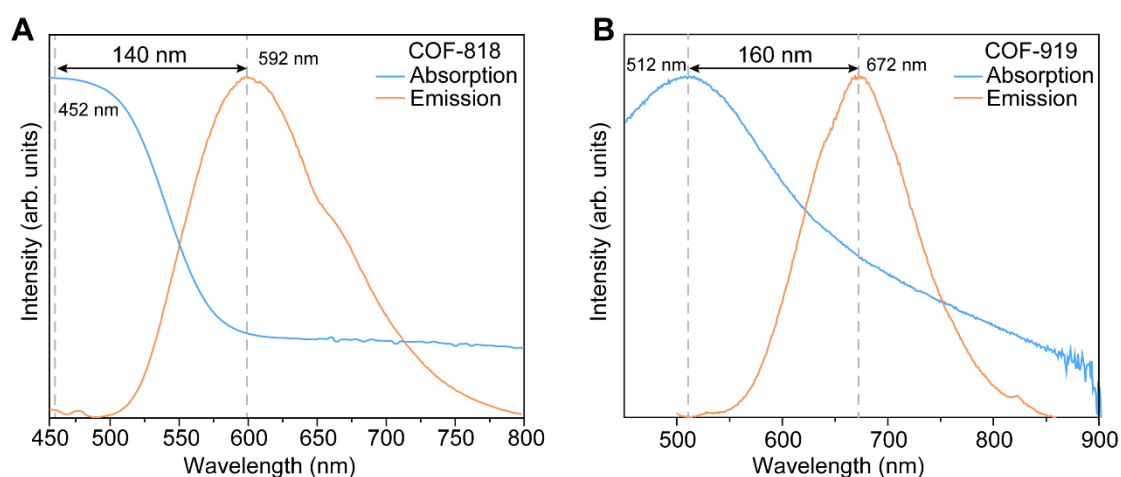 A
140 nm
592 nm
452 nm
COF-818
Absorption
Emission
Intensity (arb. units)
450 500 550 600 650 700 750 800
Wavelength (nm)
B
512 nm
160 nm
672 nm
COF-919
Absorption
Emission
Intensity (arb. units)
500 600 700 800 900
Wavelength (nm)